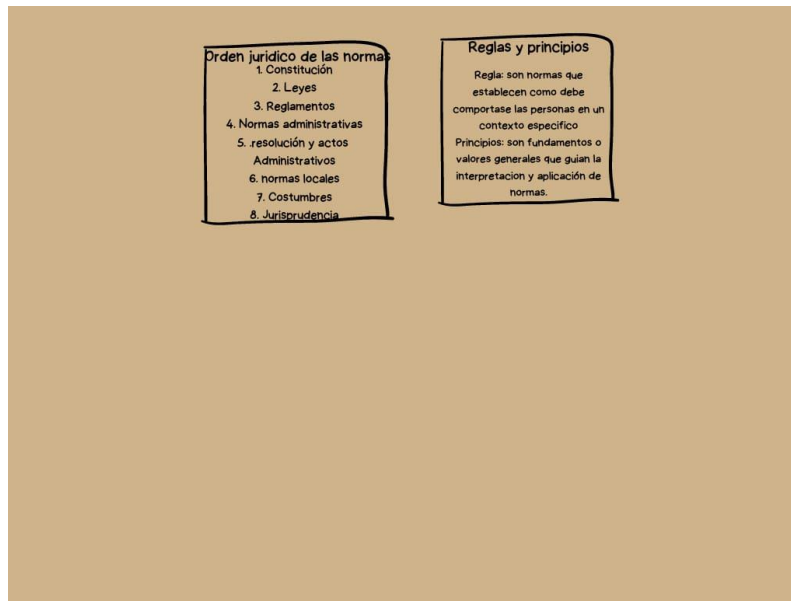 Orden juridico de las normas
1. Constitución
2. Leyes
3. Reglamentos
4. Normas administrativas
5. .resolución y actos
Administrativos
6. normas locales
7. Costumbres
8. Jurisprudencia
Reglas y principios
Regla: son normas que
establecen como debe
comportase las personas en un
contexto especifico
Principios: son fundamentos o
valores generales que guian la
interpretacion y aplicación de
normas.